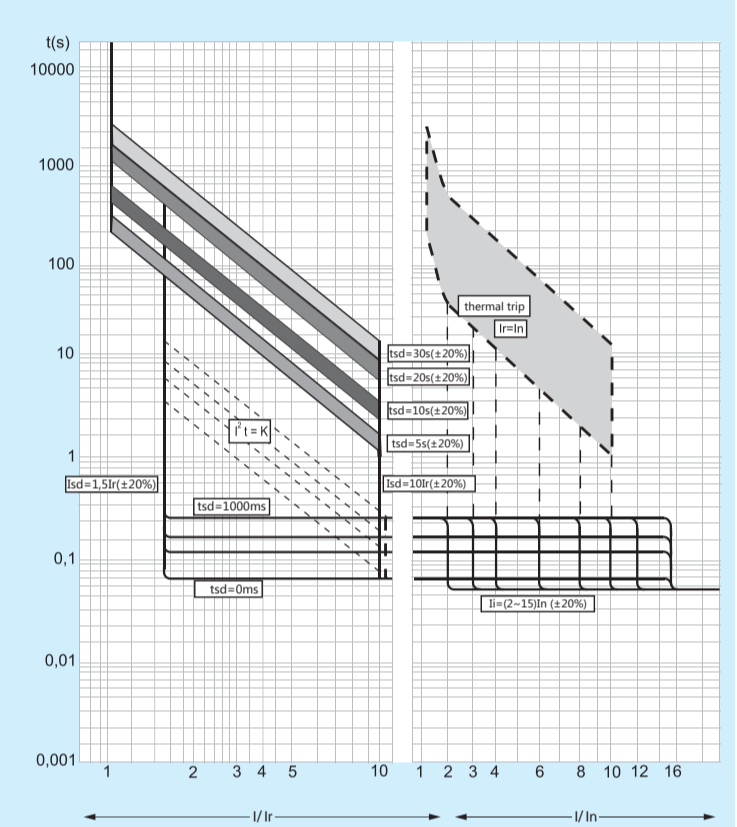 t(s)
10000
1000
100
10
1
0,1
0,01
0,001
thermal trip
Ir=In
tsd=30s(±20%)
tsd=20s(±20%)
tsd=10s(±20%)
tsd=5s(±20%)
I²t = K
Isd=1,5Ir(±20%)
Isd=10Ir(±20%)
tsd=1000ms
tsd=0ms
Ii=(2~15)In (±20%)
1 2 3 4 5 10 1 2 3 4 6 8 10 12 16
I/Ir I/In